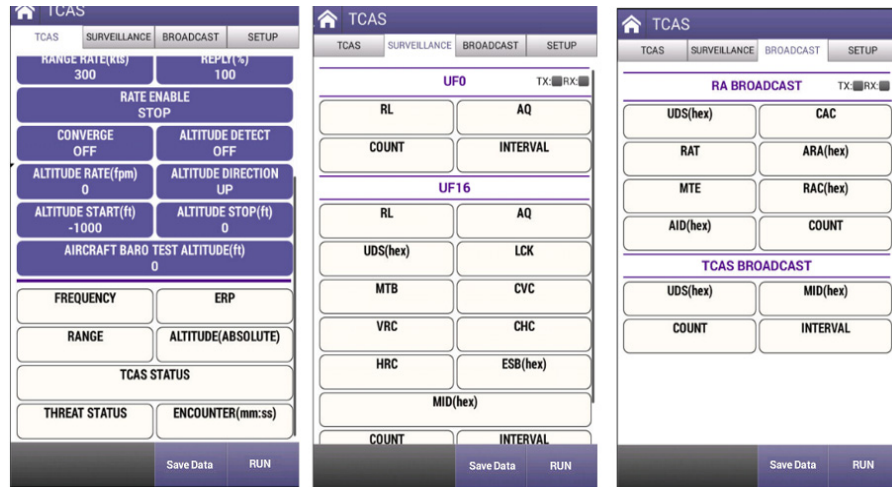 TCAS
TCAS SURVEILLANCE BROADCAST SETUP
RANGE RATE(kts) REPLY(%)
300 100
RATE ENABLE
STOP
CONVERGE ALTITUDE DETECT
OFF OFF
ALTITUDE RATE(fpm) ALTITUDE DIRECTION
0 UP
ALTITUDE START(ft) ALTITUDE STOP(ft)
-1000 0
AIRCRAFT BARO TEST ALTITUDE(ft)
0
FREQUENCY ERP
RANGE ALTITUDE(ABSOLUTE)
TCAS STATUS
THREAT STATUS ENCOUNTER(mm:ss)
Save Data RUN
TCAS
TCAS SURVEILLANCE BROADCAST SETUP
UF0 TX: RX:
RL AQ
COUNT INTERVAL
UF16
RL AQ
UDS(hex) LCK
MTB CVC
VRC CHC
HRC ESB(hex)
MID(hex)
COUNT INTERVAL
Save Data RUN
TCAS
TCAS SURVEILLANCE BROADCAST SETUP
RA BROADCAST TX: RX:
UDS(hex) CAC
RAT ARA(hex)
MTE RAC(hex)
AID(hex) COUNT
TCAS BROADCAST
UDS(hex) MID(hex)
COUNT INTERVAL
Save Data RUN